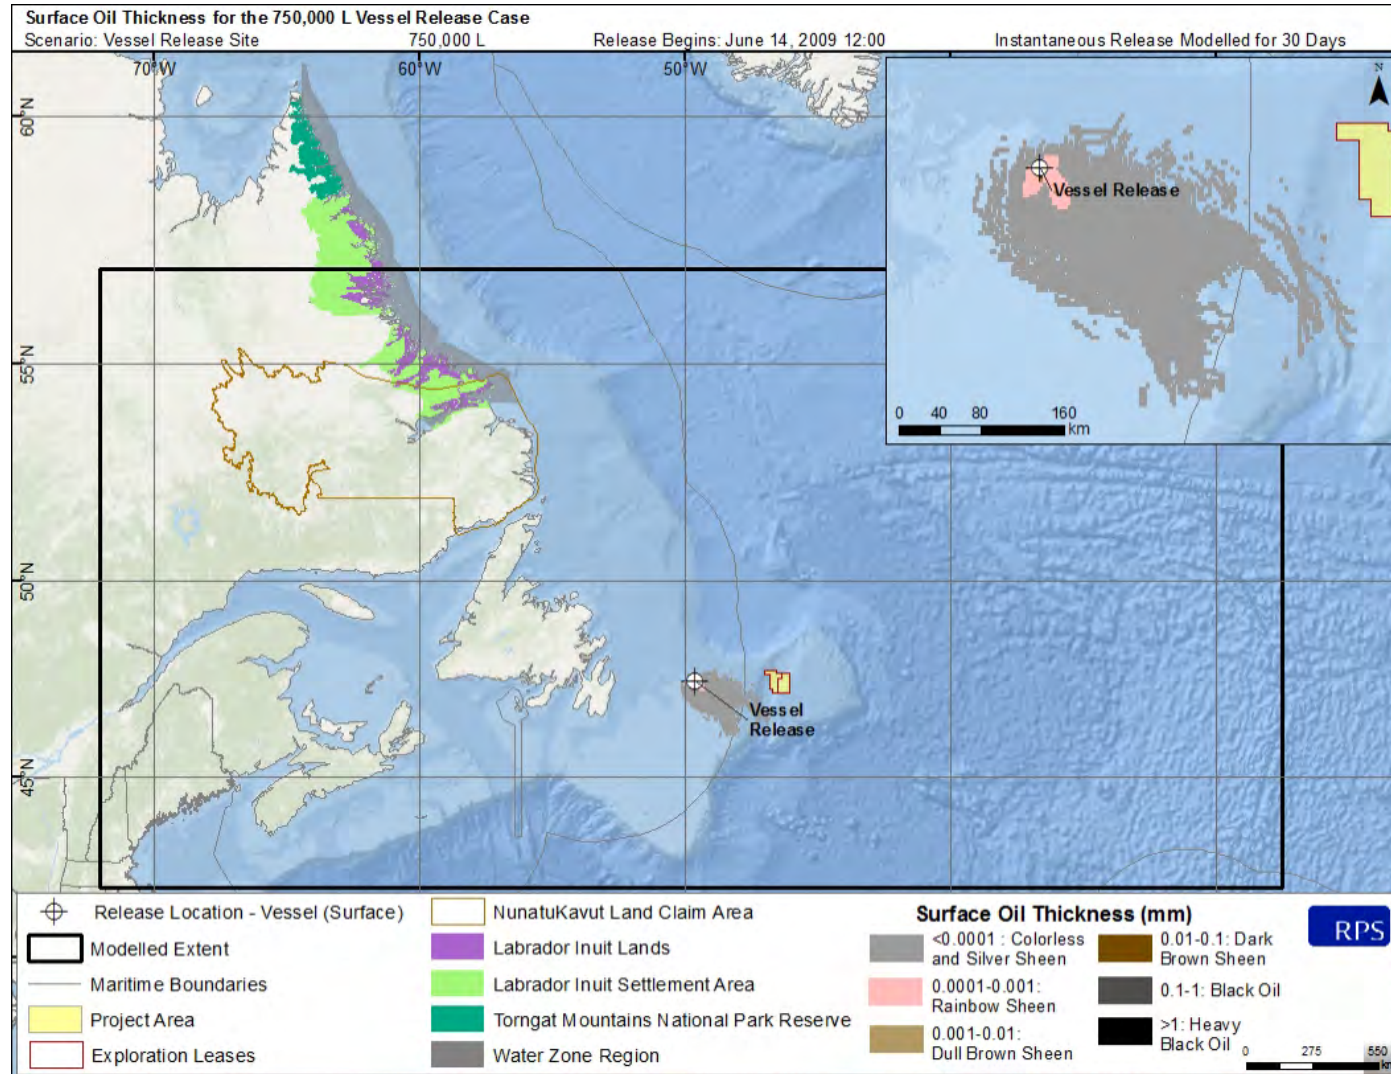 Surface Oil Thickness for the 750,000 L Vessel Release Case
Scenario: Vessel Release Site 750,000 L Release Begins: June 14, 2009 12:00 Instantaneous Release Modelled for 30 Days
70°W 60°W 50°W
60°N
55°N
50°N
45°N
N
Vessel Release
0 40 80 160
km
Vessel
Release
Release Location - Vessel (Surface)
Modelled Extent
Maritime Boundaries
Project Area
Exploration Leases
NunatuKavut Land Claim Area
Labrador Inuit Lands
Labrador Inuit Settlement Area
Torngat Mountains National Park Reserve
Water Zone Region
Surface Oil Thickness (mm)
<0.0001 : Colorless
and Silver Sheen
0.0001-0.001:
Rainbow Sheen
0.001-0.01:
Dull Brown Sheen
0.01-0.1: Dark
Brown Sheen
0.1-1: Black Oil
>1: Heavy
Black Oil
RPS
0 275 550